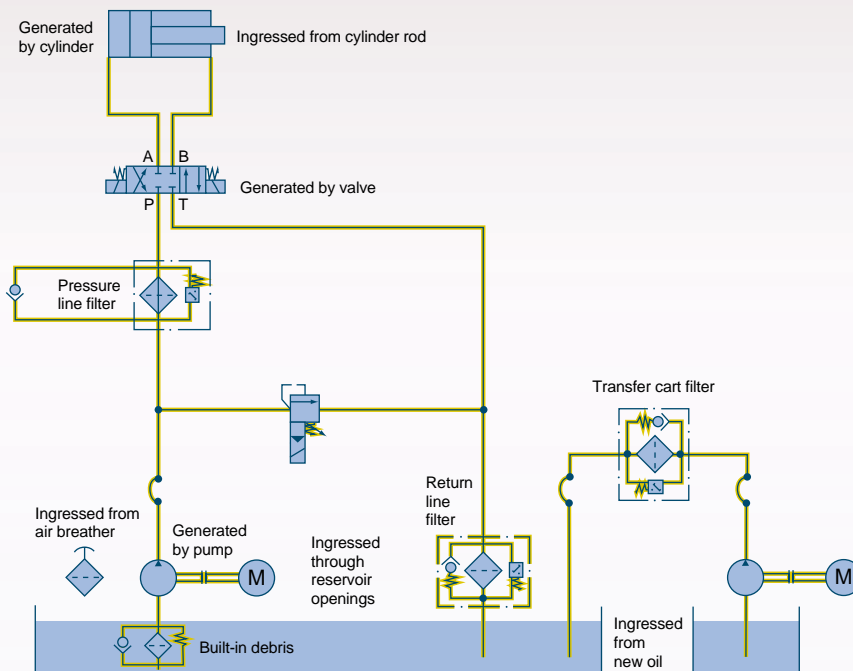 Generated
by cylinder
Ingressed from cylinder rod
A B
Generated by valve
P T
Pressure
line filter
Transfer cart filter
Return
line
filter
Ingressed from
air breather
Generated
by pump
M
Ingressed
through
reservoir
openings
M
Built-in debris
Ingressed
from
new oil